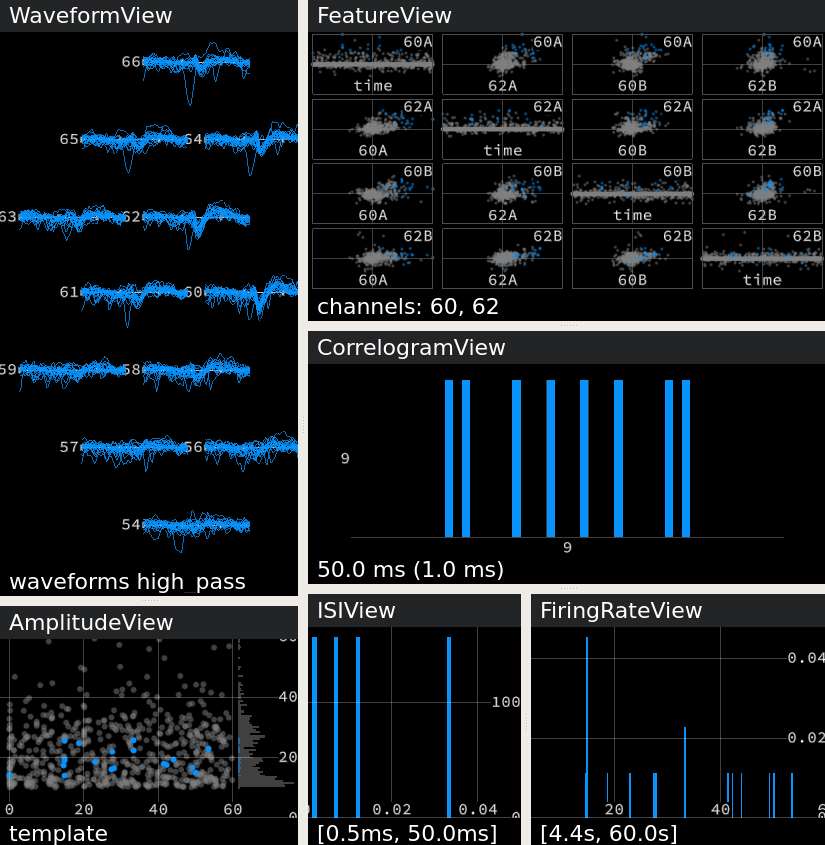 WaveformView
66
65
64
63
62
61
60
59
58
57
56
54
waveforms high_pass
FeatureView
60A 60A 60A 60A
time 62A 60B 62B
62A 62A 62A 62A
60A time 60B 62B
60B 60B 60B 60B
60A 62A time 62B
62B 62B 62B 62B
60A 62A 60B time
channels: 60, 62
CorrelogramView
9
9
50.0 ms (1.0 ms)
AmplitudeView
40
20
0 20 40 60
template
ISIView
100
0.02 0.04
[0.5ms, 50.0ms]
FiringRateView
0.04
0.02
20 40
[4.4s, 60.0s]